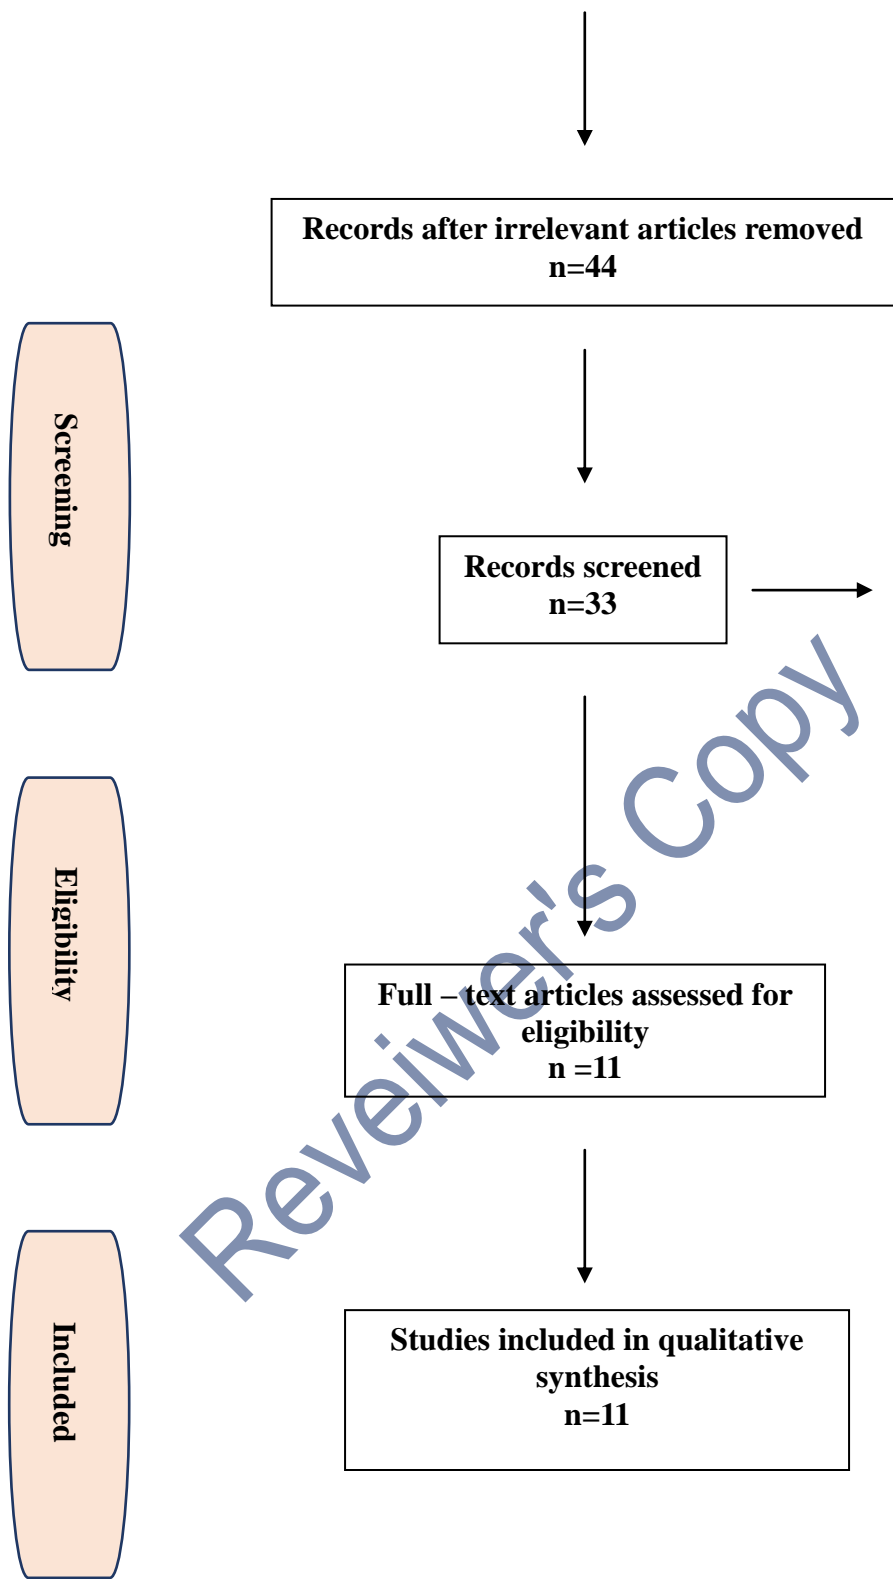 Records after irrelevant articles removed
n=44
Screening
Records screened
n=33
Eligibility
Full – text articles assessed for
eligibility
n =11
Included
Studies included in qualitative
synthesis
n=11
Reveiwer's Copy